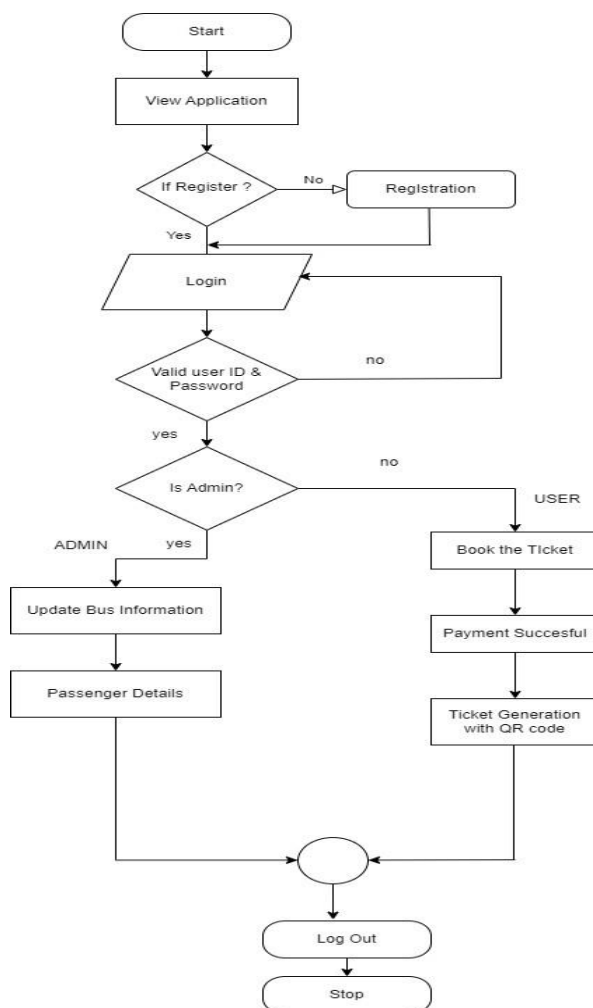 Start
View Application
If Register ?
No
RegIstration
Yes
Login
Valid user ID &
Password
no
yes
Is Admin?
no
USER
ADMIN
yes
Book the TIcket
Update Bus Information
Payment Succesful
Passenger Details
Ticket Generation
with QR code
Log Out
Stop